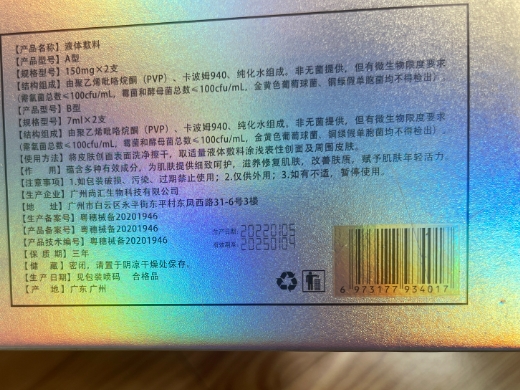 【产品名称】液体敷料
【产品型号】A型
【规格型号】150mg×2支
【结构组成】由聚乙烯吡咯烷酮（PVP）、卡波姆940、纯化水组成，非无菌提供，但有微生物限度要求
（需氧菌总数≤100cfu/mL，霉菌和酵母菌总数≤100cfu/mL，金黄色葡萄球菌、铜绿假单胞菌均不得检出）。
【产品型号】B型
【规格型号】7ml×2支
【结构组成】由聚乙烯吡咯烷酮（PVP）、卡波姆940、纯化水组成，非无菌提供，但有微生物限度要求
（需氧菌总数≤100cfu/mL，霉菌和酵母菌总数≤100cfu/mL，金黄色葡萄球菌、铜绿假单胞菌均不得检出）。
【使用方法】将皮肤创面表面洗净擦干，取适量液体敷料涂浅表性创面及周围皮肤。
【作 用】蕴含多种有效成分，为肌肤提供细致呵护，滋养修复肌肤，改善肤质，赋予肌肤年轻活力。
【注意事项】1.如包装破损、污染、过期禁止使用；2.仅供外用；3.如有不适，暂停使用。
【生产企业】广州尚汇生物科技有限公司
【地 址】广州市白云区永平街东平村东凤西路31-6号3楼
【生产备案号】粤穗械备20201946
【产品备案号】粤穗械备20201946
【产品技术编号】粤穗械备20201946
【保 质 期】三年
【储 藏】密闭，请置于阴凉干燥处保存。
【生产日期】见包装喷码 合格品
【产 地】广东广州
生产日期: 20220105
20250104
6 973177 934017